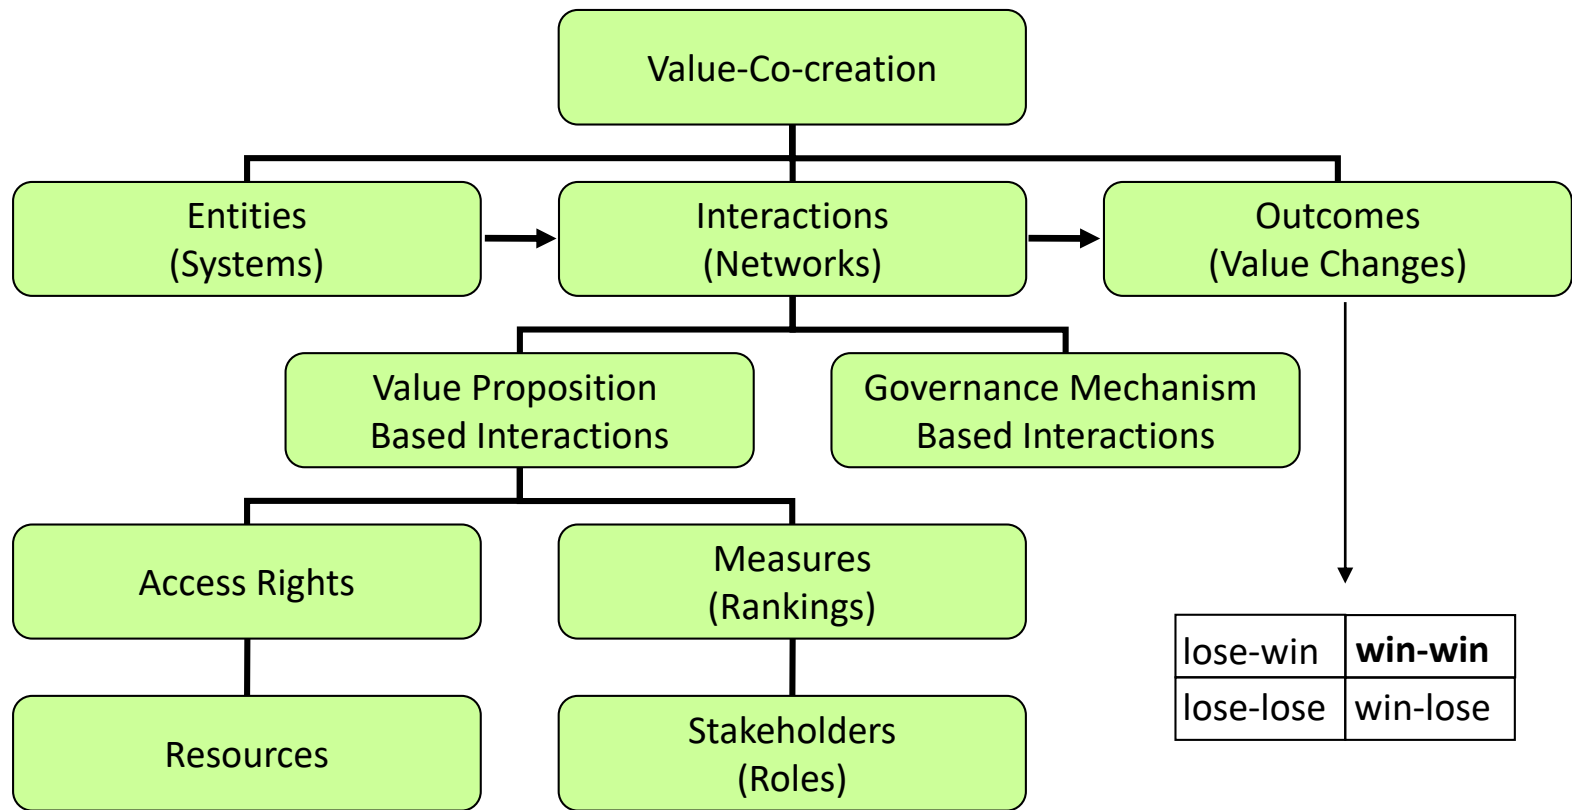 Value-Co-creation
Entities
(Systems)
Interactions
(Networks)
Outcomes
(Value Changes)
Value Proposition
Based Interactions
Governance Mechanism
Based Interactions
Access Rights
Measures
(Rankings)
Resources
Stakeholders
(Roles)
lose-win
win-win
lose-lose
win-lose